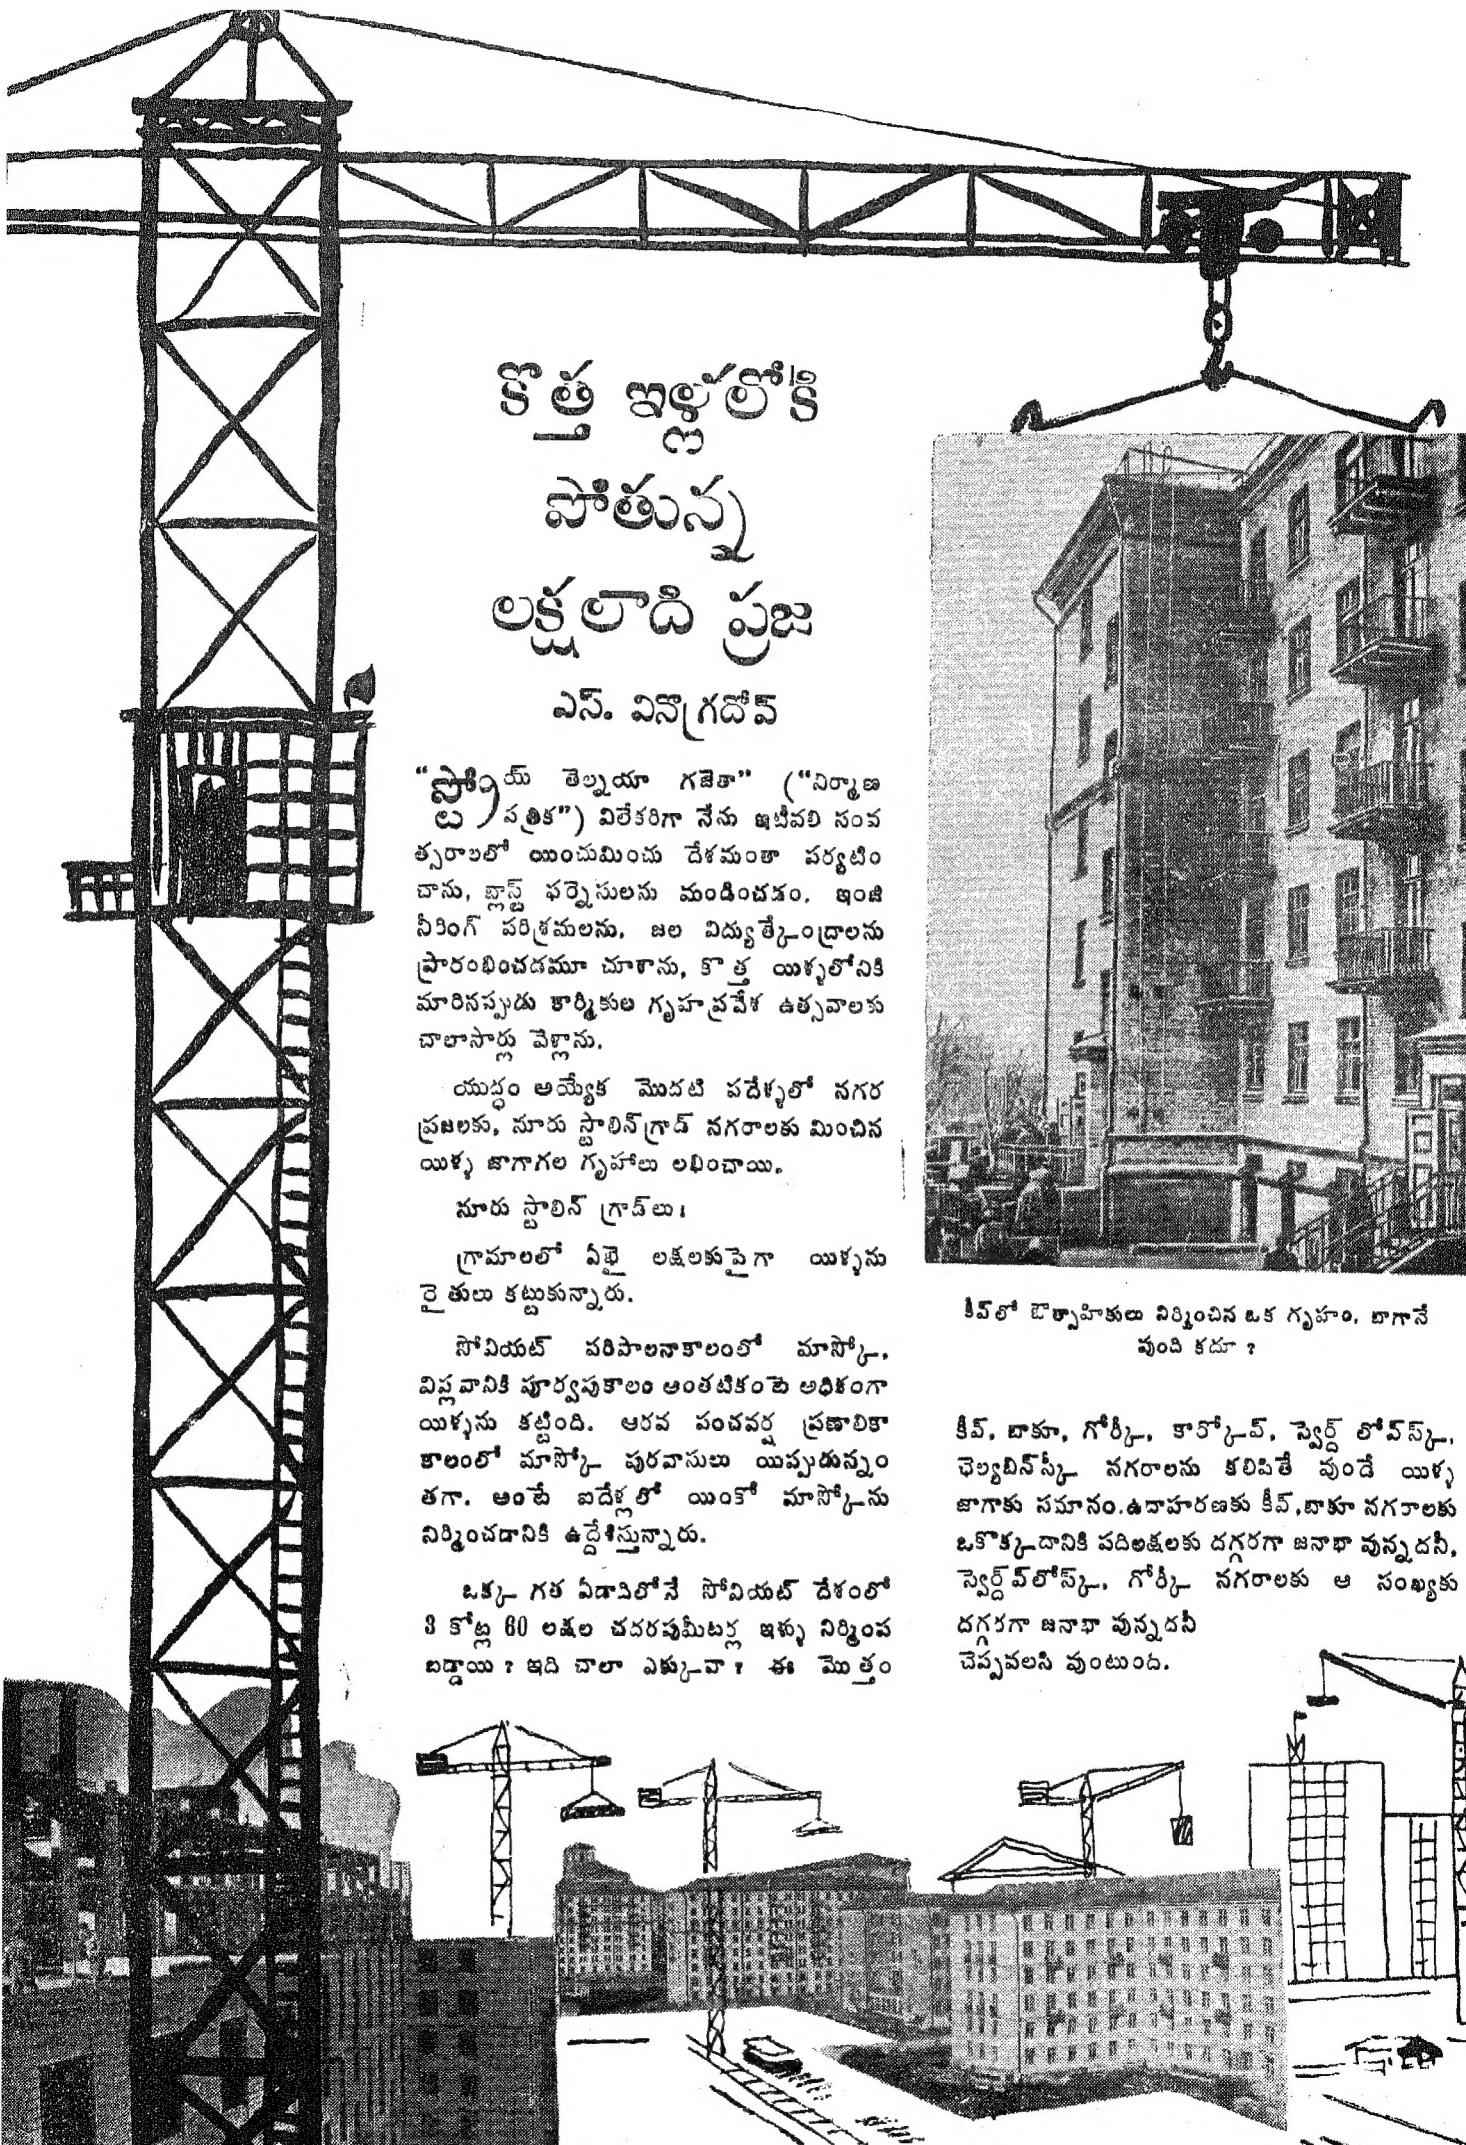 కొత్త ఇళ్లలోకి
పోతున్న
లక్షలాది ప్రజ
ఎస్. వినొగ్రదోవ్
“స్ట్రోయ్ తెల్నయా గజెతా” (“నిర్మాణ
పత్రిక”) విలేకరిగా నేను ఇటీవలి సంవ
త్సరాలలో యించుమించు దేశమంతా పర్యటిం
చాను, బ్లాస్ట్ ఫర్నెసులను మండించడం, ఇంజ
నీరింగ్ పరిశ్రమలను, జల విద్యుత్కేంద్రాలను
ప్రారంభించడమూ చూశాను, కొత్త యిళ్ళలోనికి
మారినప్పుడు కార్మికుల గృహప్రవేశ ఉత్సవాలకు
చాలాసార్లు వెళ్లాను.
యుద్ధం అయ్యేక మొదటి పదేళ్ళలో నగర
ప్రజలకు, నూరు స్టాలిన్‌గ్రాడ్ నగరాలకు మించిన
యిళ్ళ జాగాగల గృహాలు లభించాయి.
నూరు స్టాలిన్ గ్రాడ్‌లు!
గ్రామాలలో ఏభై లక్షలకుపైగా యిళ్ళను
రైతులు కట్టుకున్నారు.
సోవియట్ పరిపాలనాకాలంలో మాస్కో,
విప్లవానికి పూర్వపుకాలం అంతటికంటె అధికంగా
యిళ్ళను కట్టింది. ఆరవ పంచవర్ష ప్రణాలికా
కాలంలో మాస్కో పురవాసులు యిప్పుడున్నం
తగా. అంటే ఐదేళ్లలో యింకో మాస్కోను
నిర్మించడానికి ఉద్దేశిస్తున్నారు.
ఒక్క గత ఏడాదిలోనే సోవియట్ దేశంలో
3 కోట్ల 60 లక్షల చదరపుమీటర్ల ఇళ్ళు నిర్మింప
బడ్డాయి ? ఇది చాలా ఎక్కువా ? ఈ మొత్తం
కీవ్‌లో ఔత్సాహికులు నిర్మించిన ఒక గృహం, బాగానే
వుంది కదూ ?
కీవ్, బాకూ, గోర్కీ, కార్కోవ్, స్వెర్ద్ లోవ్‌స్క్,
ఛెల్యబిన్‌స్కీ నగరాలను కలిపితే వుండే యిళ్ళ
జాగాకు సమానం. ఉదాహరణకు కీవ్, బాకూ నగరాలకు
ఒకొక్కదానికి పదిలక్షలకు దగ్గరగా జనాభా వున్నదనీ,
స్వెర్ద్‌వ్‌లోస్క్, గోర్కీ నగరాలకు ఆ సంఖ్యకు
దగ్గరగా జనాభా వున్నదనీ
చెప్పవలసి వుంటుంది.